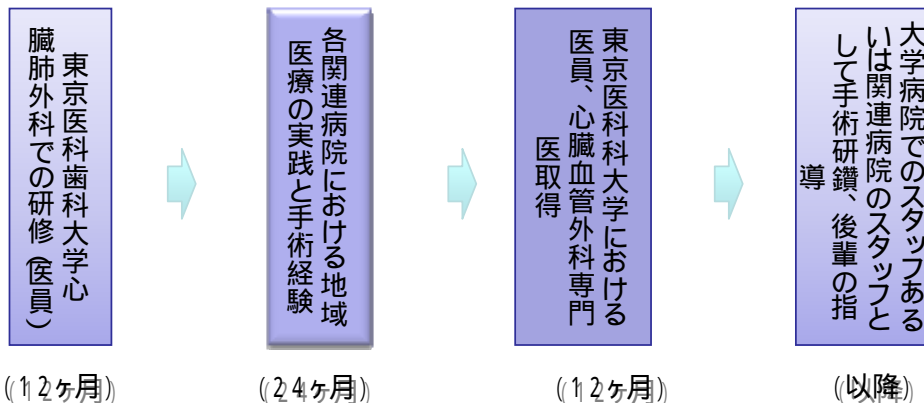 東京医科歯科大学心
臓肺外科での研修（医員）
各関連病院における地域
医療の実践と手術経験
東京医科科大学における
医員、心臓血管外科専門
医取得
大学病院でのスタッフある
いは関連病院のスタッフと
して手術研鑽、後輩の指
導
(12ヶ月)
(24ヶ月)
(12ヶ月)
(以降)